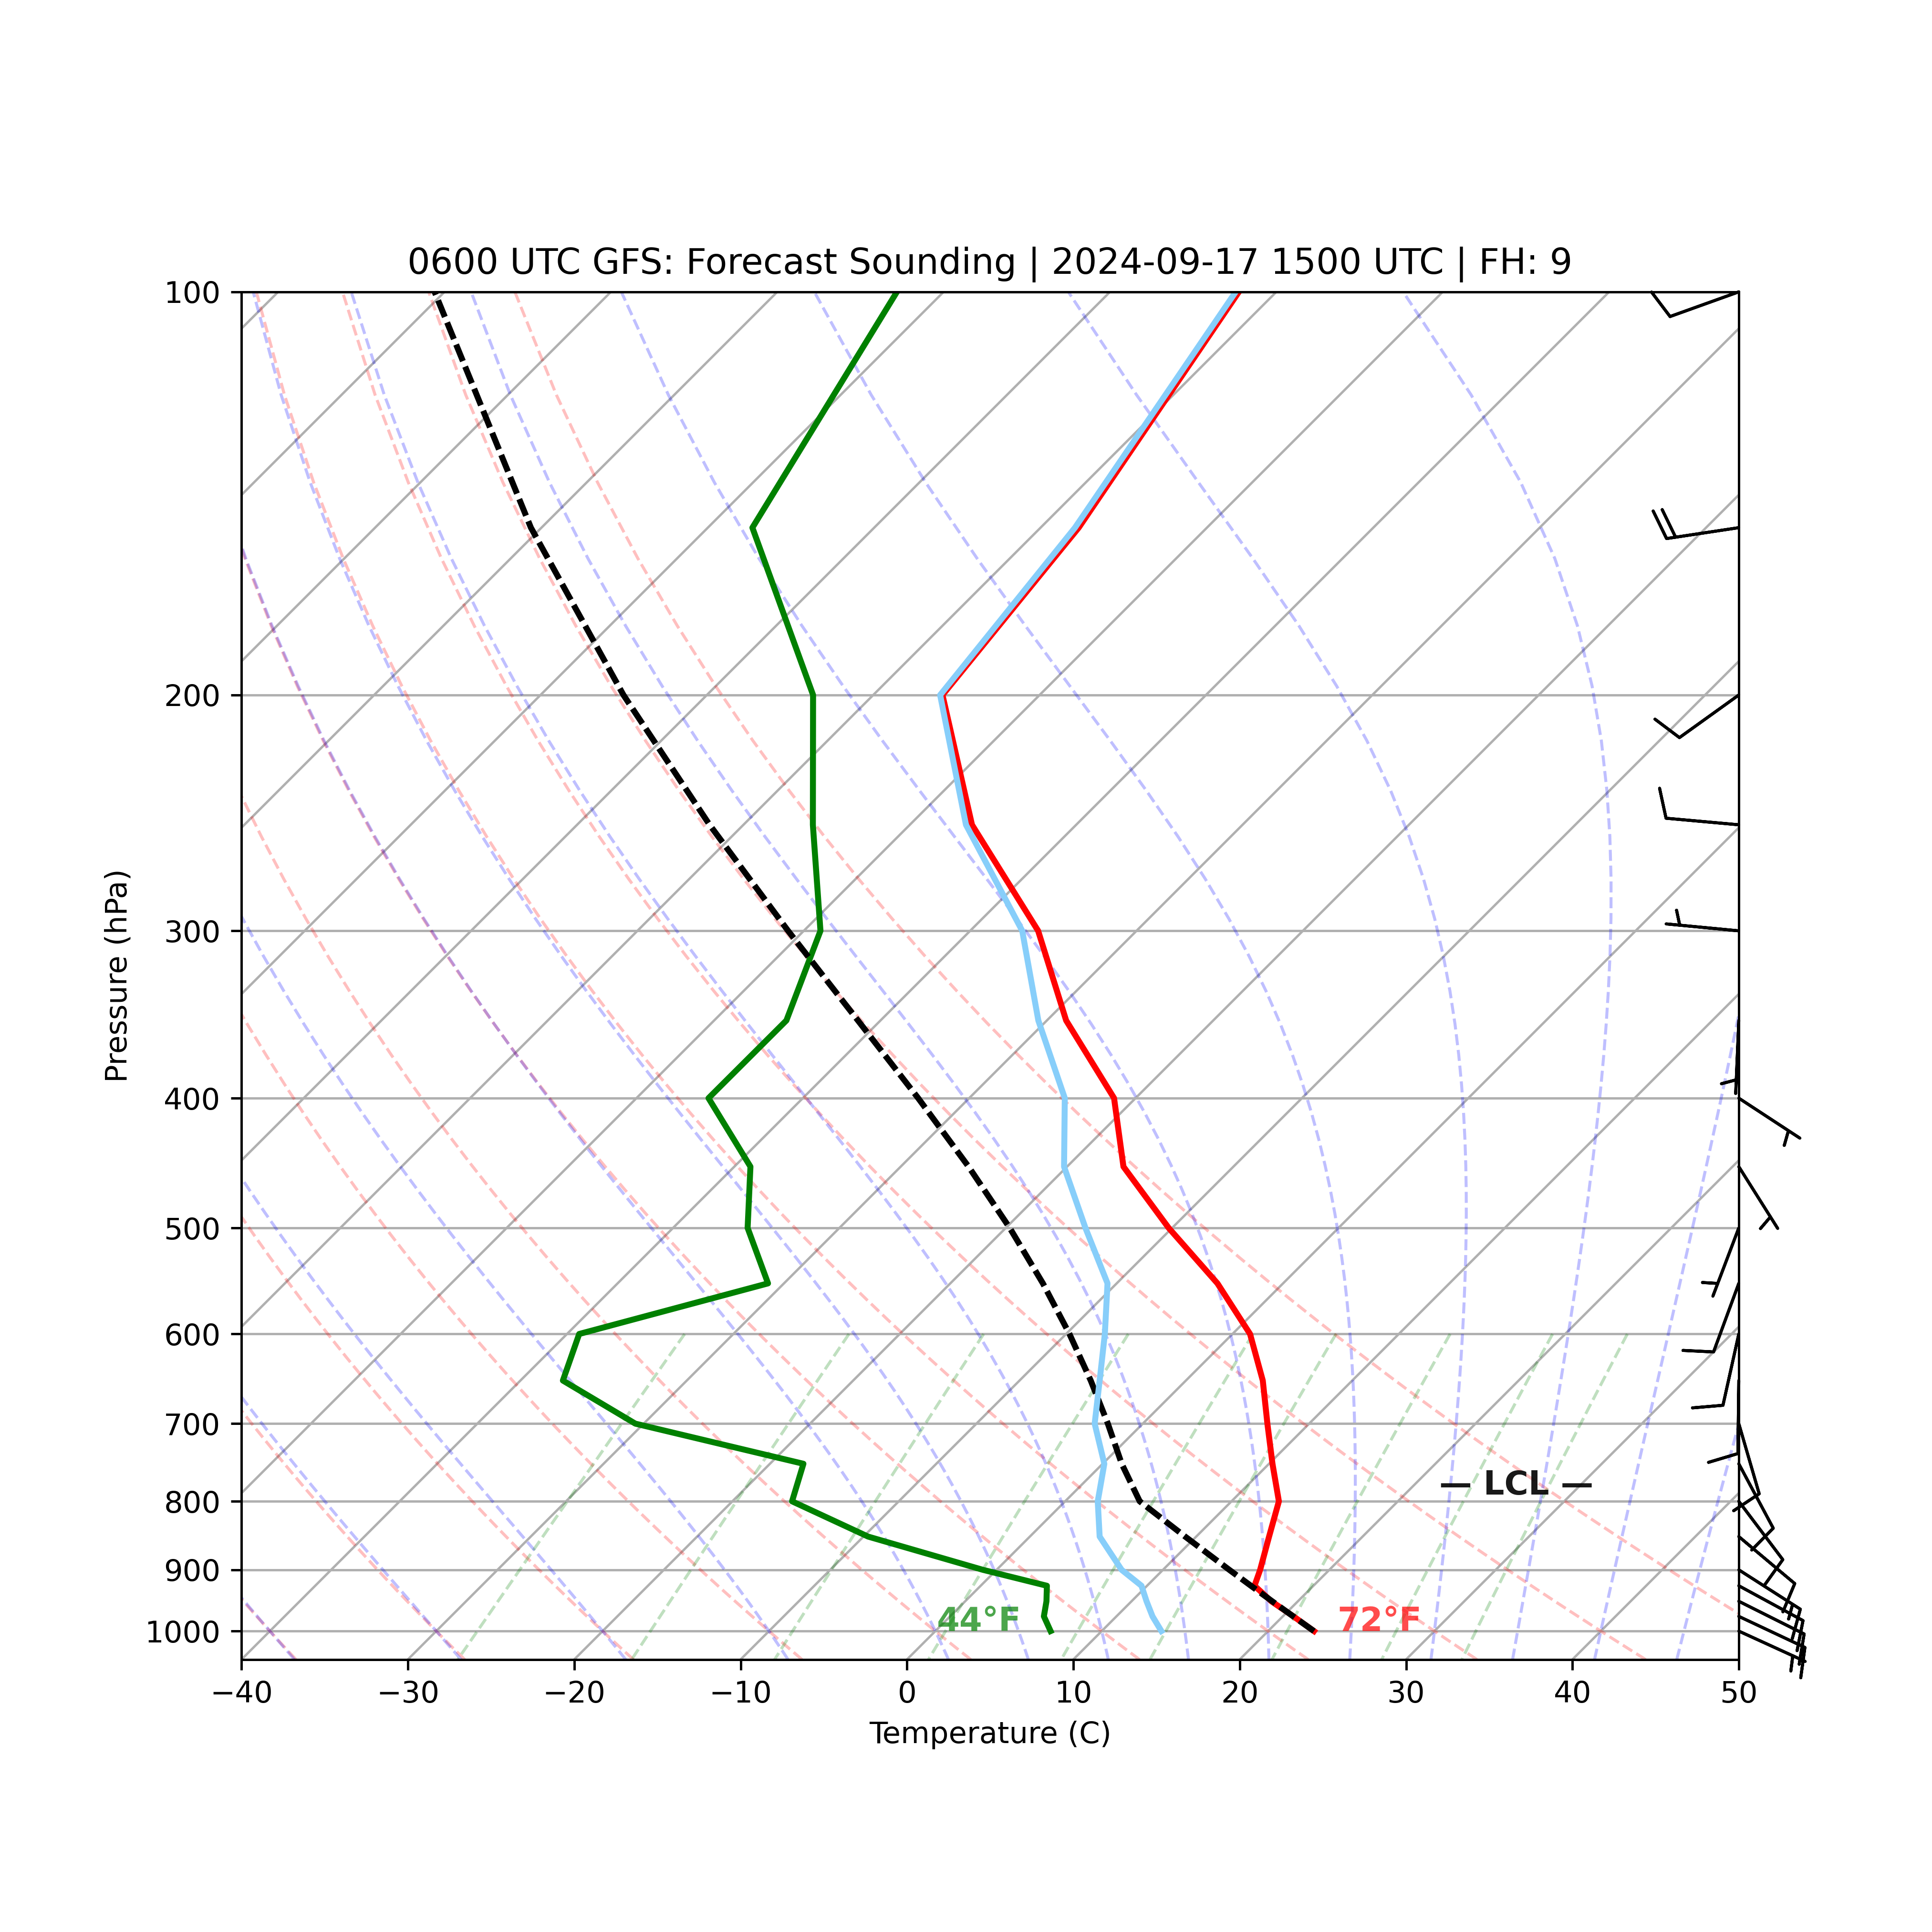 0600 UTC GFS: Forecast Sounding | 2024-09-17 1500 UTC | FH: 9
100
200
300
400
500
600
700
800
900
1000
Pressure (hPa)
— LCL —
44°F
72°F
−40 −30 −20 −10 0 10 20 30 40 50
Temperature (C)